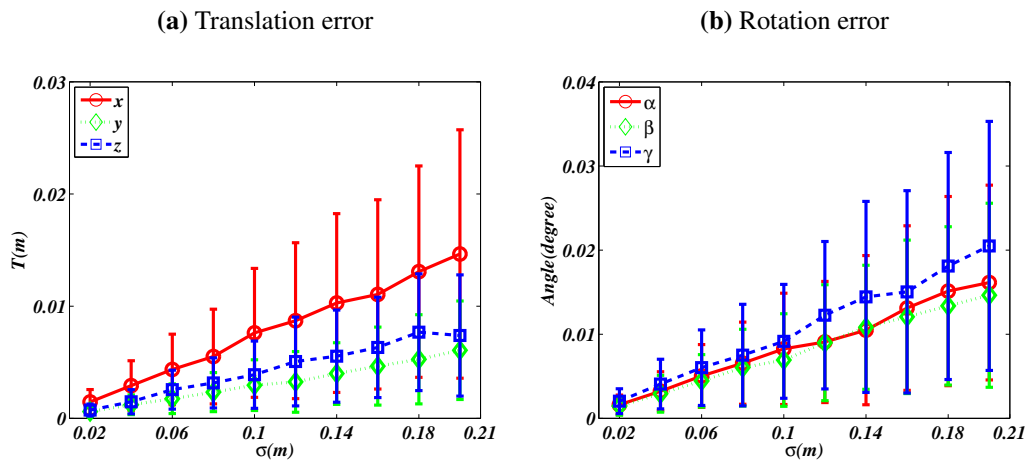 (a) Translation error
(b) Rotation error
0.03
0.02
0.01
0
T(m)
x
y
z
0.02 0.06 0.1 0.14 0.18 0.21
σ(m)
0.04
0.03
0.02
0.01
0
Angle(degree)
α
β
γ
0.02 0.06 0.1 0.14 0.18 0.21
σ(m)